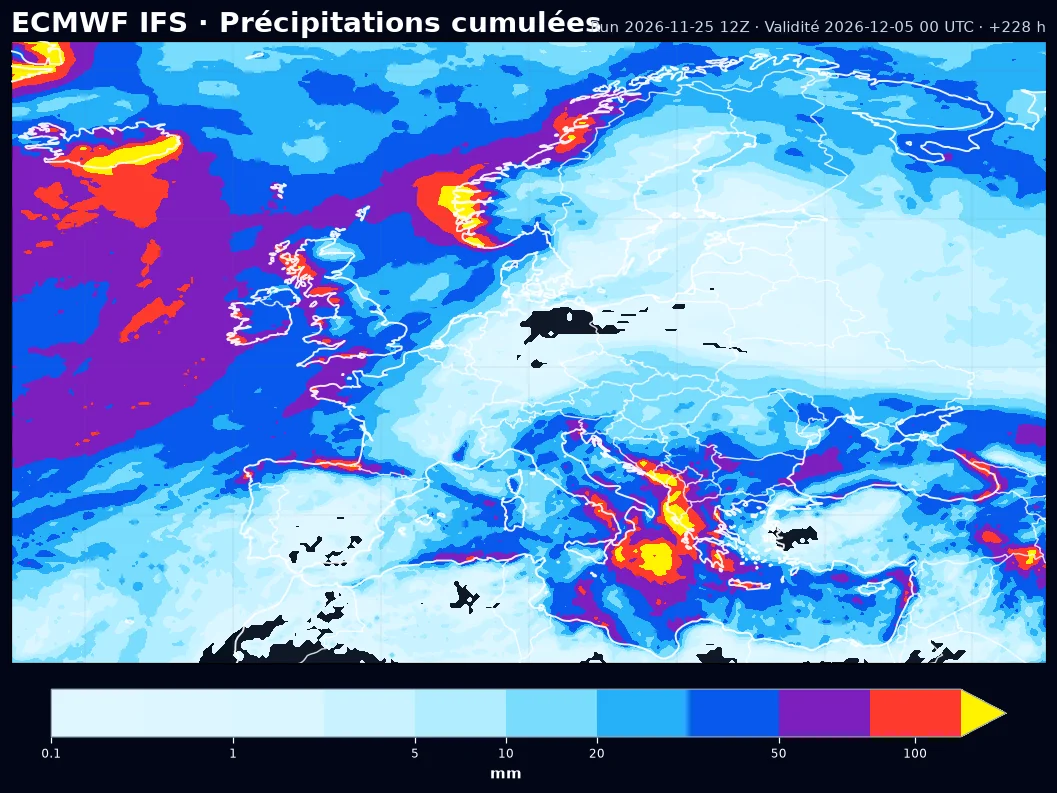 ECMWF IFS · Précipitations cumulées
Run 2026-11-25 12Z · Validité 2026-12-05 00 UTC · +228 h
0.1 1 5 10 20 50 100
mm